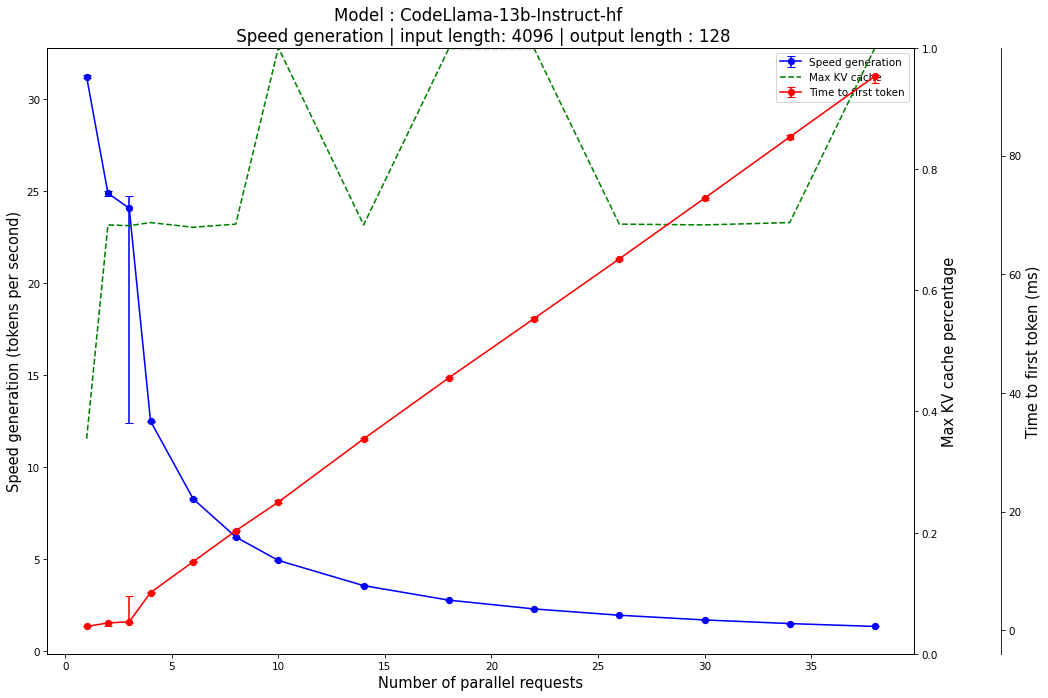 Model : CodeLlama-13b-Instruct-hf
Speed generation | input length: 4096 | output length : 128
Speed generation
Max KV cache
Time to first token
Speed generation (tokens per second)
30
25
20
15
10
5
0
0
5
10
15
20
25
30
35
Number of parallel requests
1.0
0.8
0.6
0.4
0.2
0.0
Max KV cache percentage
80
60
40
20
0
Time to first token (ms)